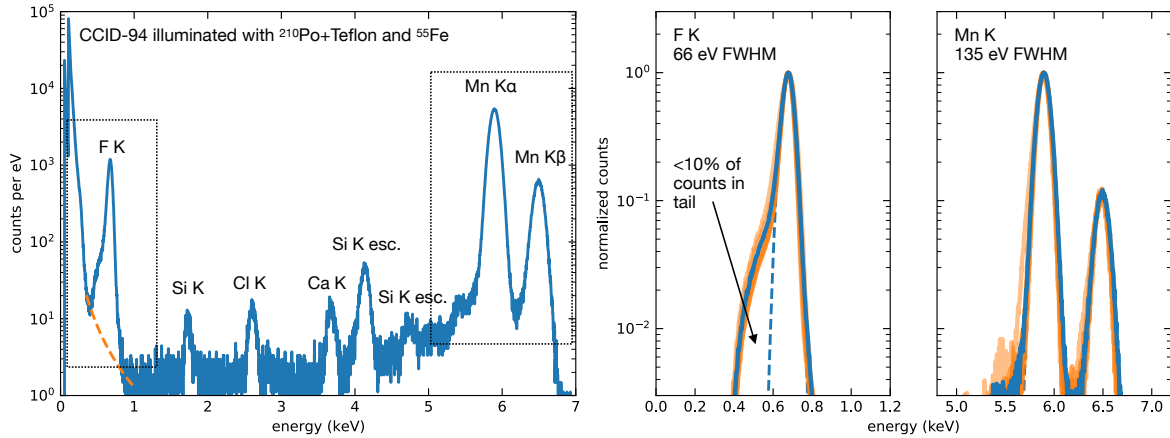 CCID-94 illuminated with ²¹⁰Po+Teflon and ⁵⁵Fe
F K
Si K
Cl K
Ca K
Si K esc.
Si K esc.
Mn Kα
Mn Kβ
counts per eV
10⁵
10⁴
10³
10²
10¹
10⁰
0 1 2 3 4 5 6 7
energy (keV)
F K
66 eV FWHM
<10% of
counts in
tail
normalized counts
10⁰
10⁻¹
10⁻²
0.0 0.2 0.4 0.6 0.8 1.0 1.2
Mn K
135 eV FWHM
5.0 5.5 6.0 6.5 7.0
energy (keV)